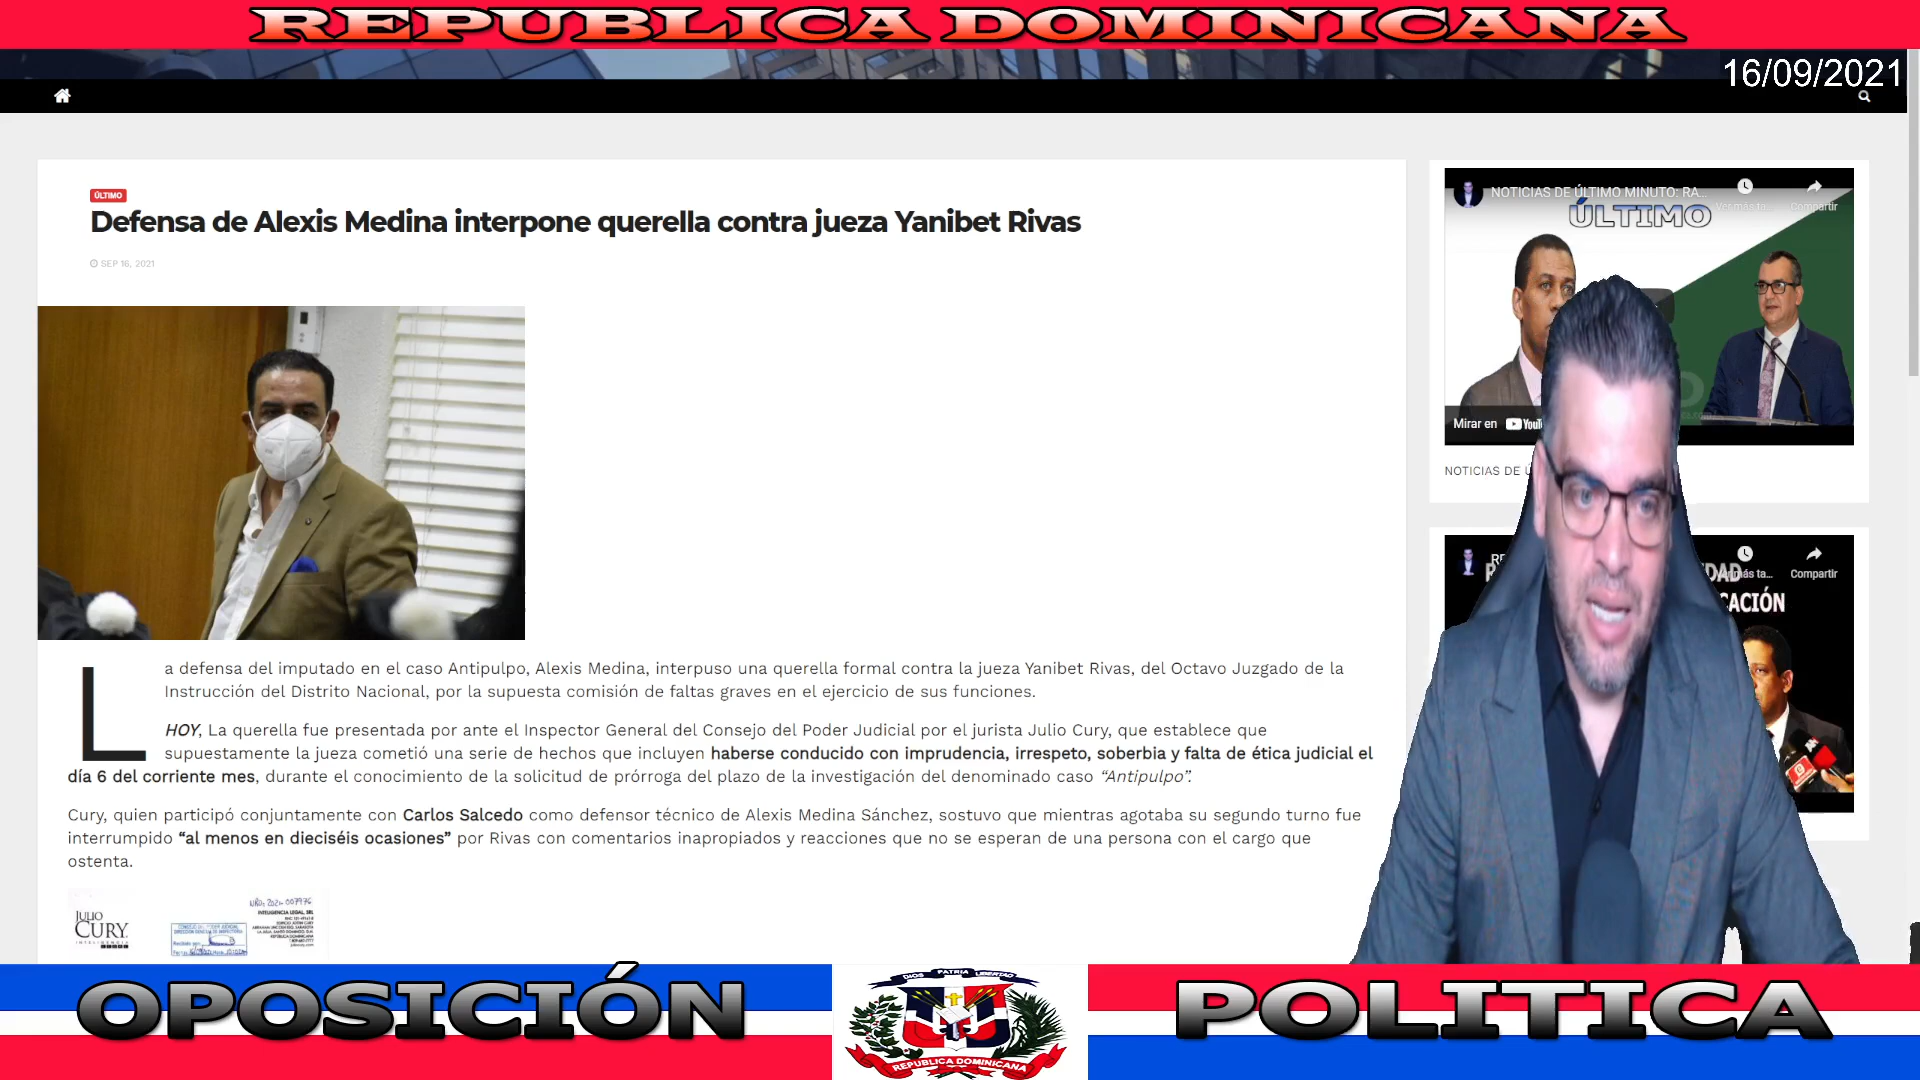 REPUBLICA DOMINICANA
16/09/2021
ÚLTIMO
Defensa de Alexis Medina interpone querella contra jueza Yanibet Rivas
SEP 16, 2021
La defensa del imputado en el caso Antipulpo, Alexis Medina, interpuso una querella formal contra la jueza Yanibet Rivas, del Octavo Juzgado de la
Instrucción del Distrito Nacional, por la supuesta comisión de faltas graves en el ejercicio de sus funciones.
HOY, La querella fue presentada por ante el Inspector General del Consejo del Poder Judicial por el jurista Julio Cury, que establece que
supuestamente la jueza cometió una serie de hechos que incluyen haberse conducido con imprudencia, irrespeto, soberbia y falta de ética judicial el
día 6 del corriente mes, durante el conocimiento de la solicitud de prórroga del plazo de la investigación del denominado caso “Antipulpo”.
Cury, quien participó conjuntamente con Carlos Salcedo como defensor técnico de Alexis Medina Sánchez, sostuvo que mientras agotaba su segundo turno fue
interrumpido “al menos en dieciséis ocasiones” por Rivas con comentarios inapropiados y reacciones que no se esperan de una persona con el cargo que
ostenta.
JULIO
CURY
INTELIGENCIA LEGAL, SRL
NOTICIAS DE ÚLTIMO MINUTO: RA...
Ver más ta...
Compartir
ÚLTIMO
Mirar en
NOTICIAS DE
Compartir
CACIÓN
OPOSICIÓN
DIOS PATRIA LIBERTAD
REPUBLICA DOMINICANA
POLITICA